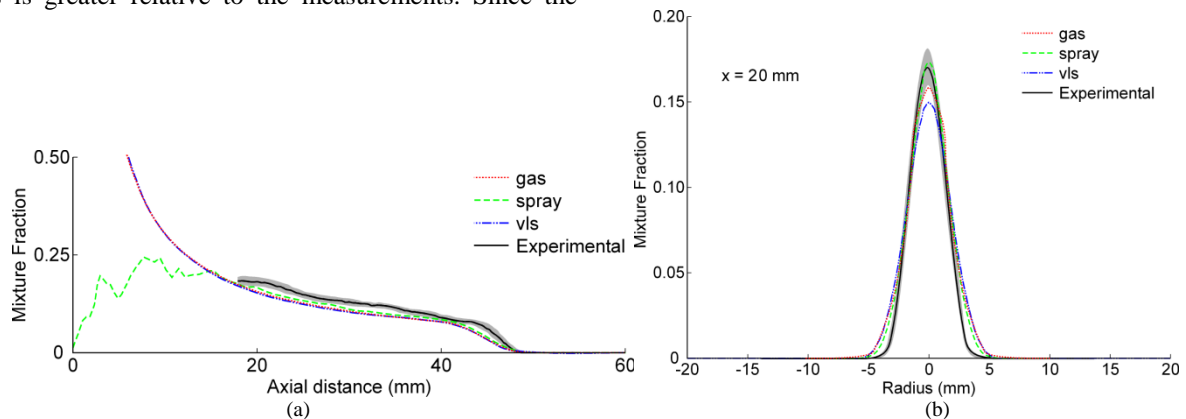 is greater relative to the measurements. Since the
0.50
0.25
0
Mixture Fraction
0
20
40
60
Axial distance (mm)
gas
spray
vls
Experimental
(a)
0.20
0.15
0.10
0.05
0
Mixture Fraction
x = 20 mm
-20
-15
-10
-5
0
5
10
15
20
Radius (mm)
gas
spray
vls
Experimental
(b)